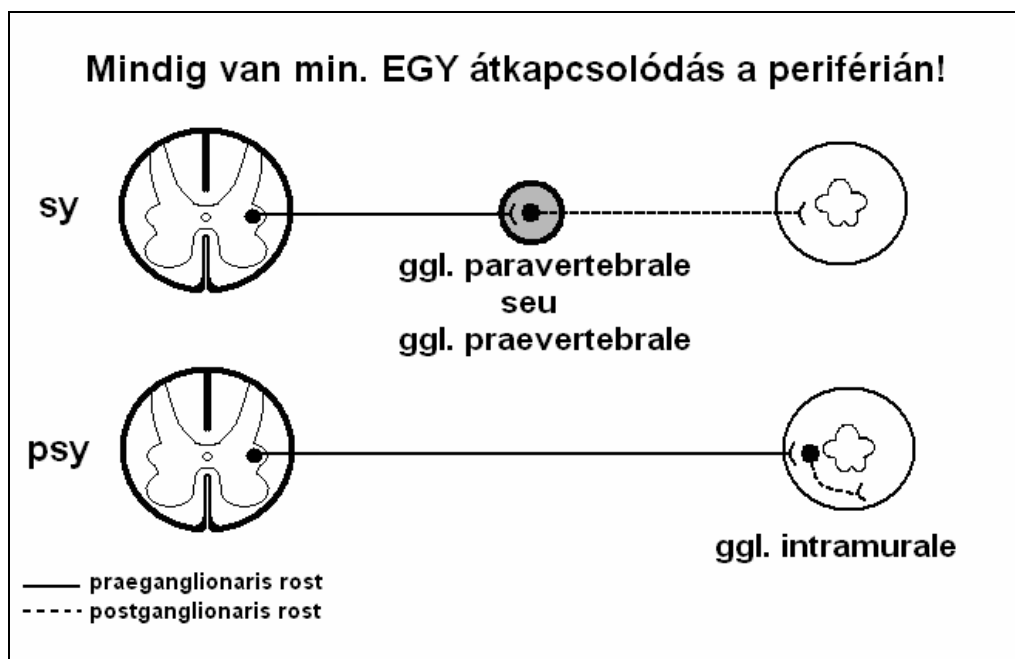 Mindig van min. EGY átkapcsolódás a periférián!
sy
ggl. paravertebrale
seu
ggl. praevertebrale
psy
ggl. intramurale
praeganglionaris rost
postganglionaris rost